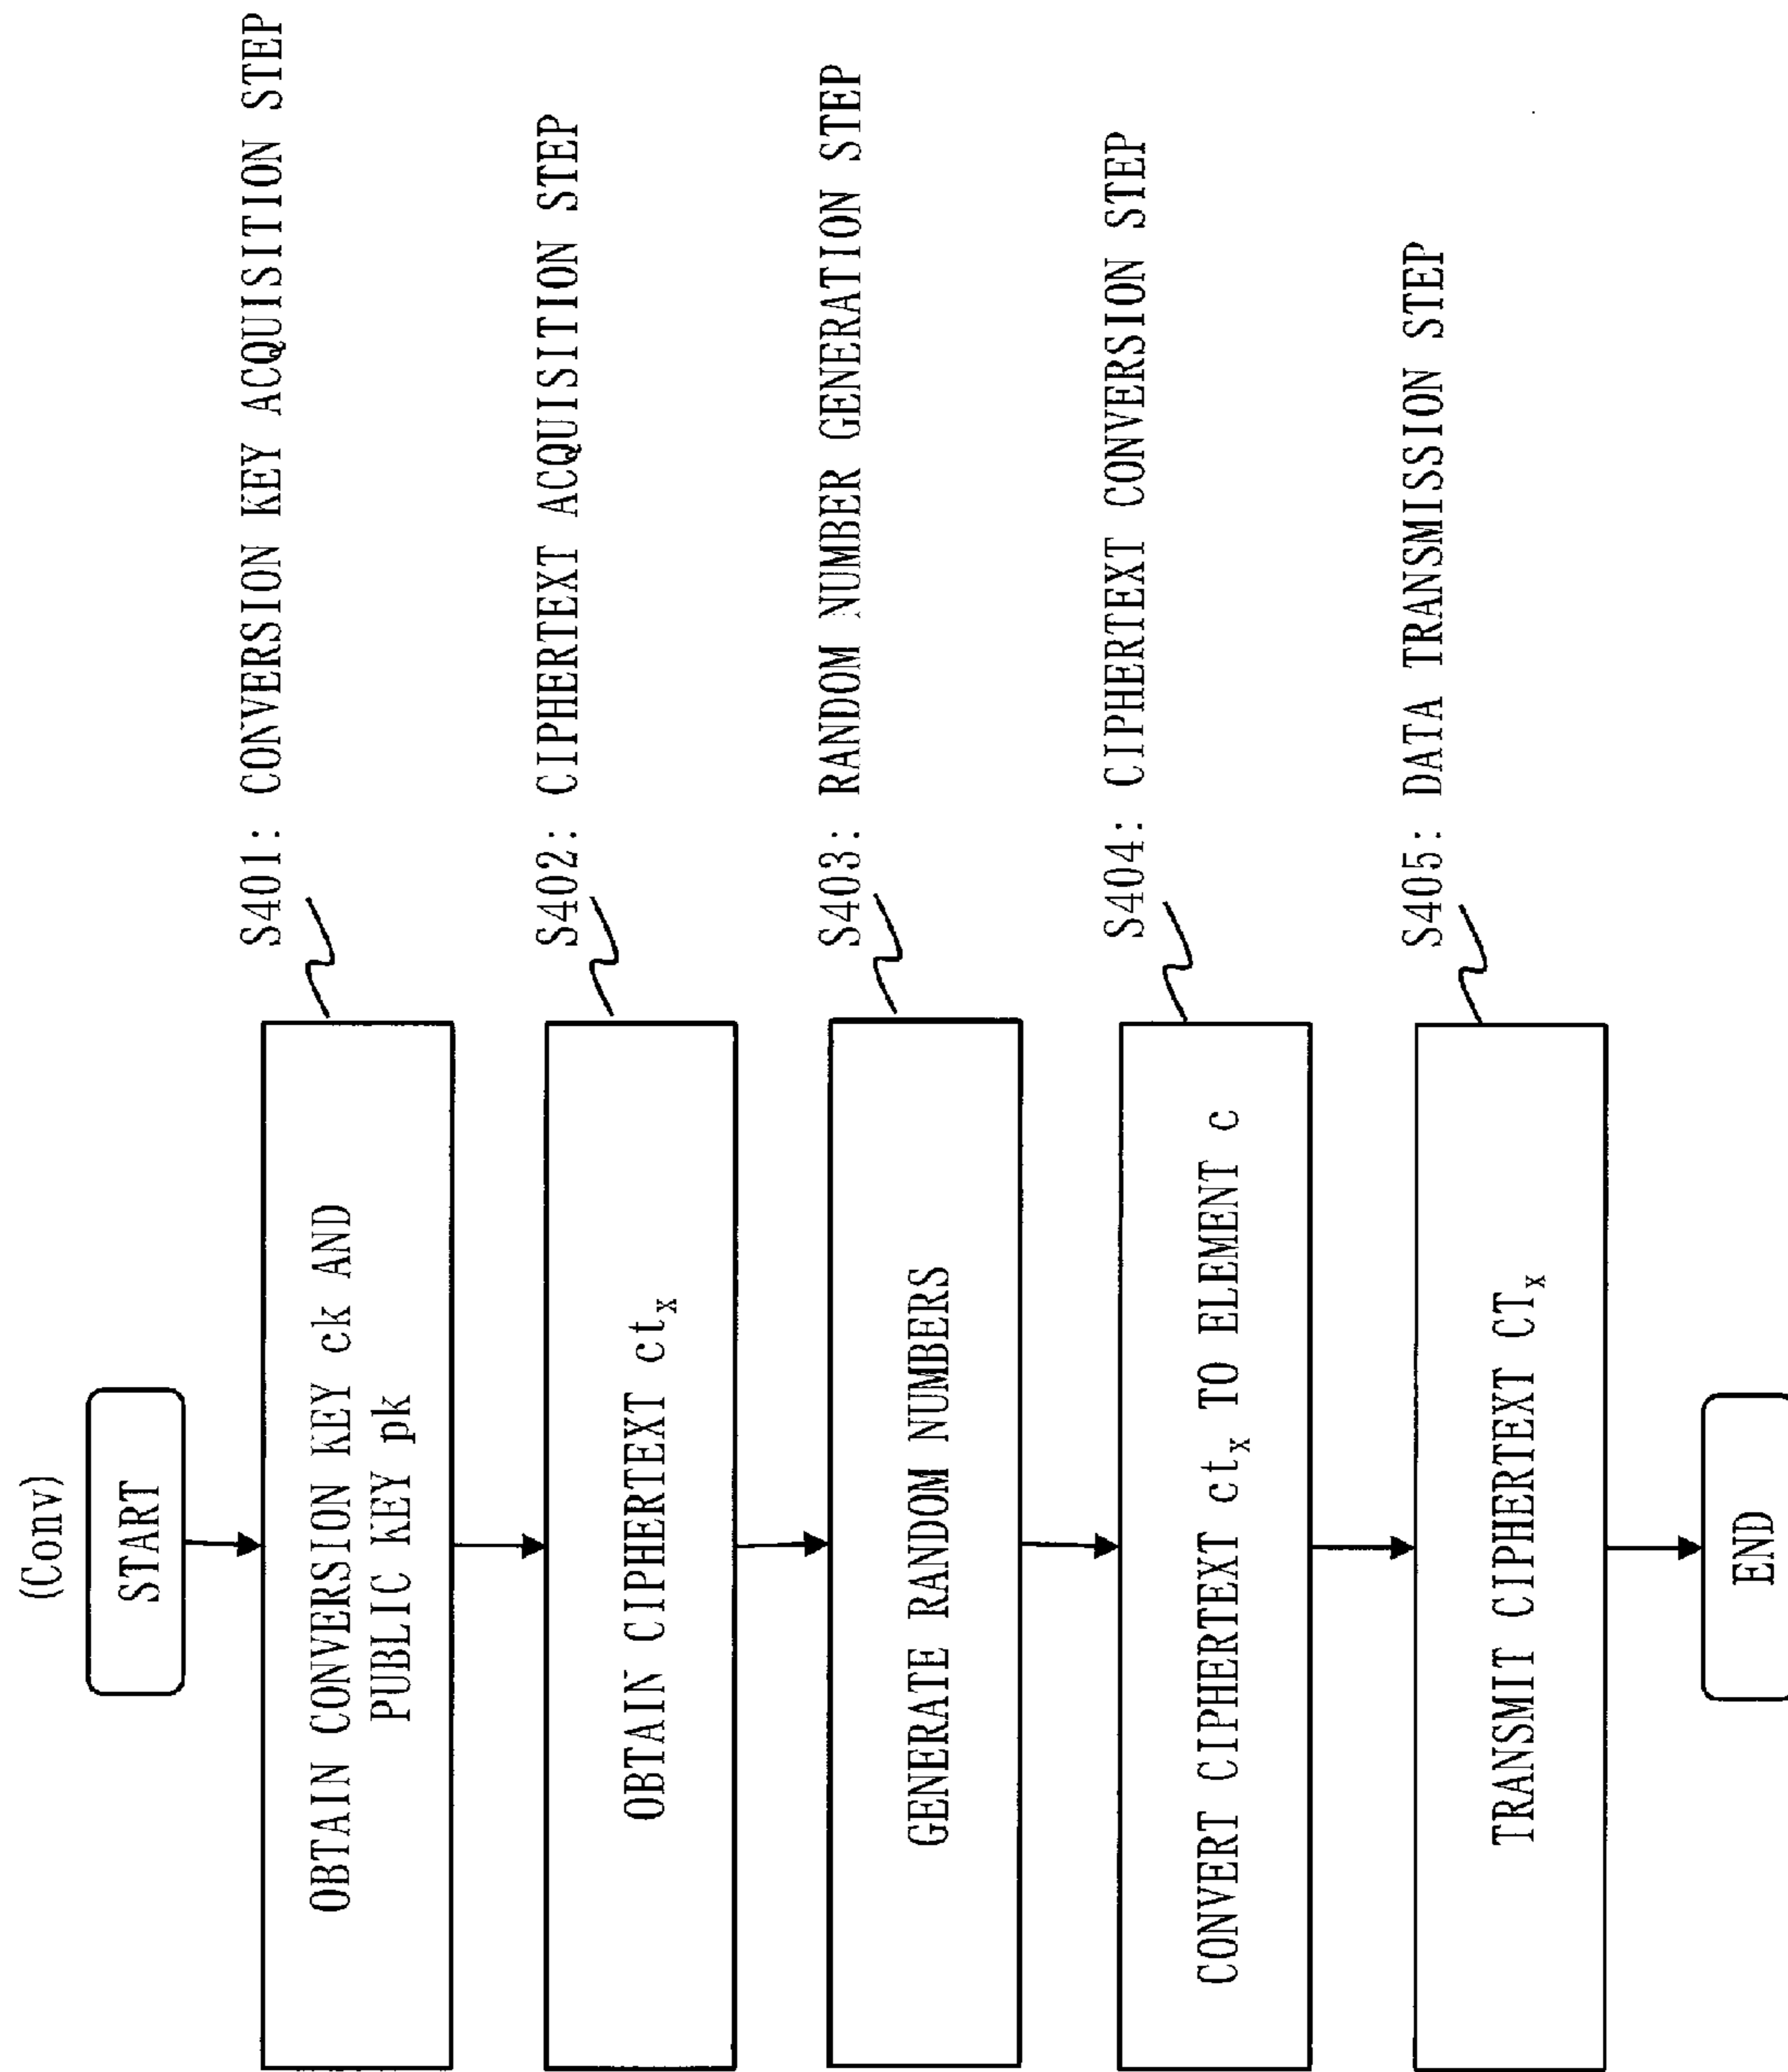 (Conv)
START
OBTAIN CONVERSION KEY ck AND
PUBLIC KEY pk
S401: CONVERSION KEY ACQUISITION STEP
OBTAIN CIPHERTEXT ctₓ
S402: CIPHERTEXT ACQUISITION STEP
GENERATE RANDOM NUMBERS
S403: RANDOM NUMBER GENERATION STEP
CONVERT CIPHERTEXT ctₓ TO ELEMENT c
S404: CIPHERTEXT CONVERSION STEP
TRANSMIT CIPHERTEXT CTₓ
S405: DATA TRANSMISSION STEP
END